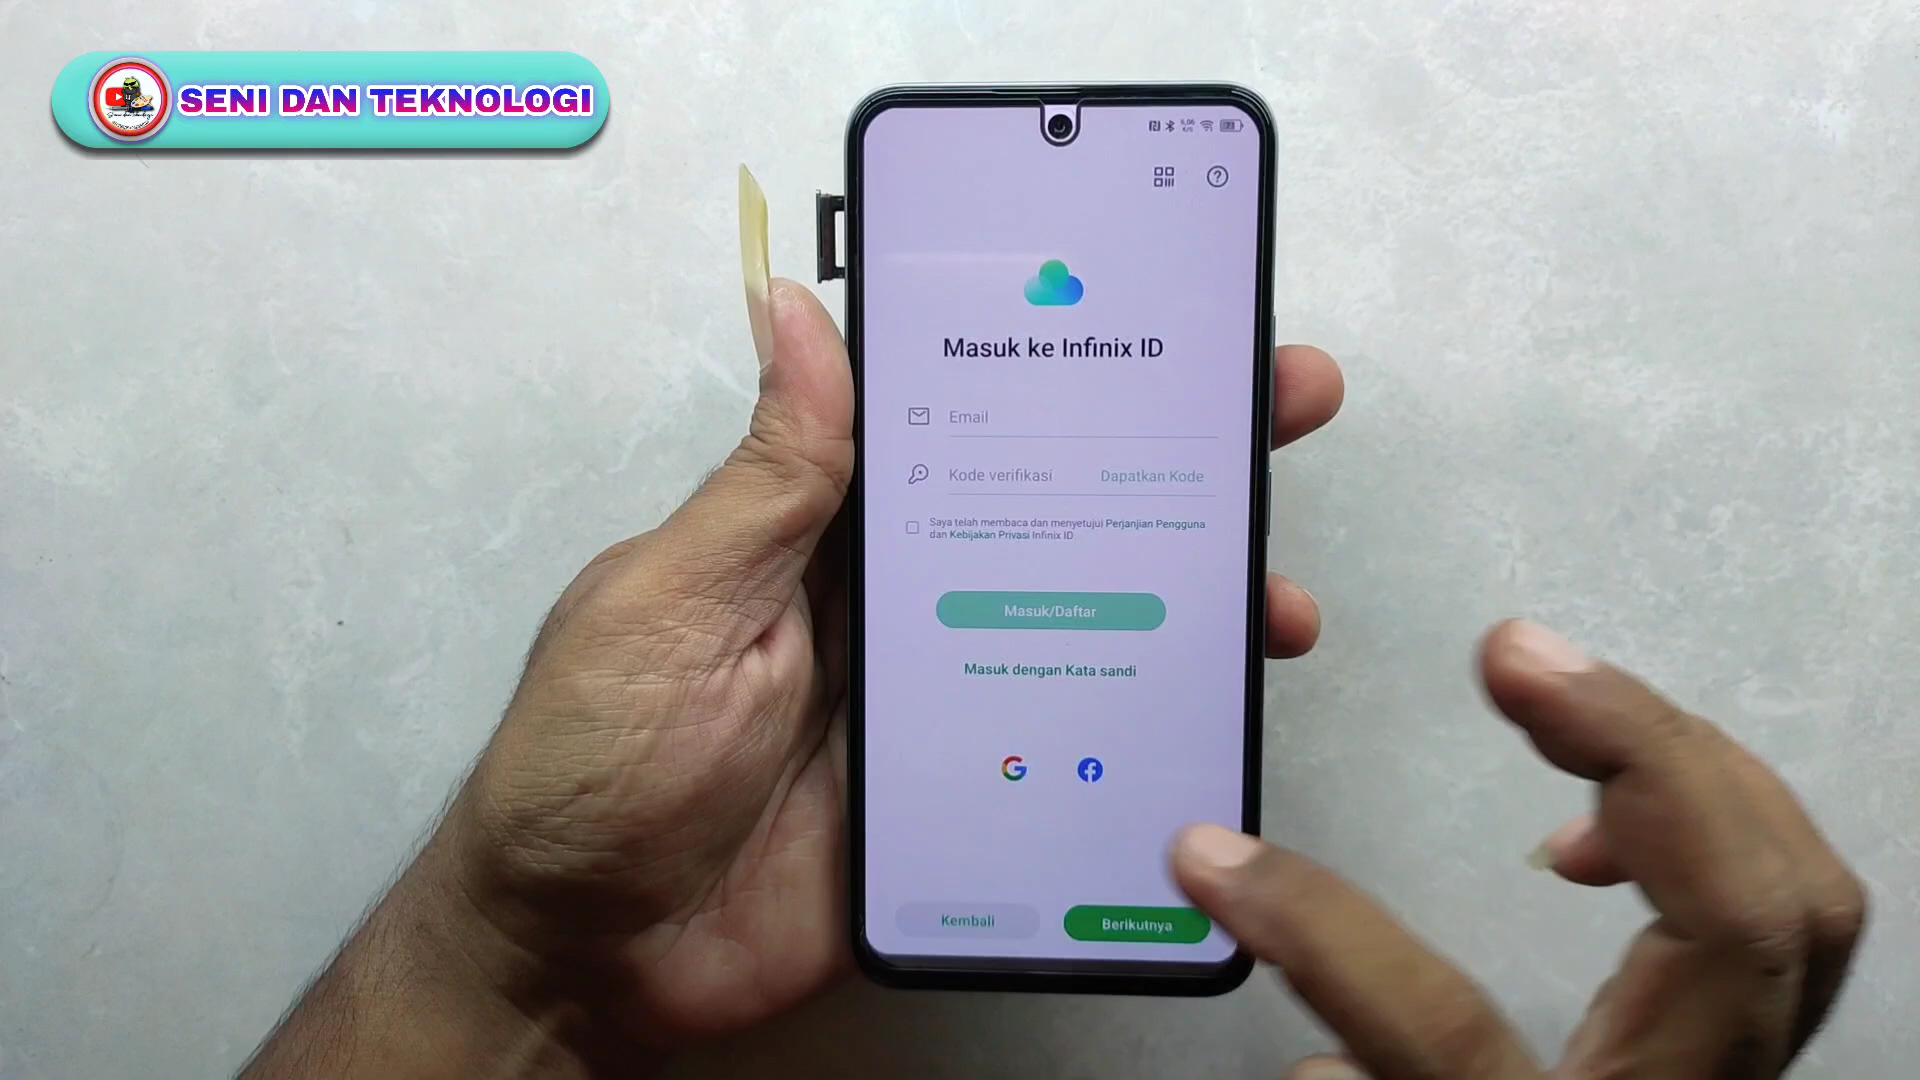 SENI DAN TEKNOLOGI
Masuk ke Infinix ID
Email
Kode verifikasi Dapatkan Kode
Saya telah membaca dan menyetujui Perjanjian Pengguna
dan Kebijakan Privasi Infinix ID
Masuk/Daftar
Masuk dengan Kata sandi
Kembali Berikutnya